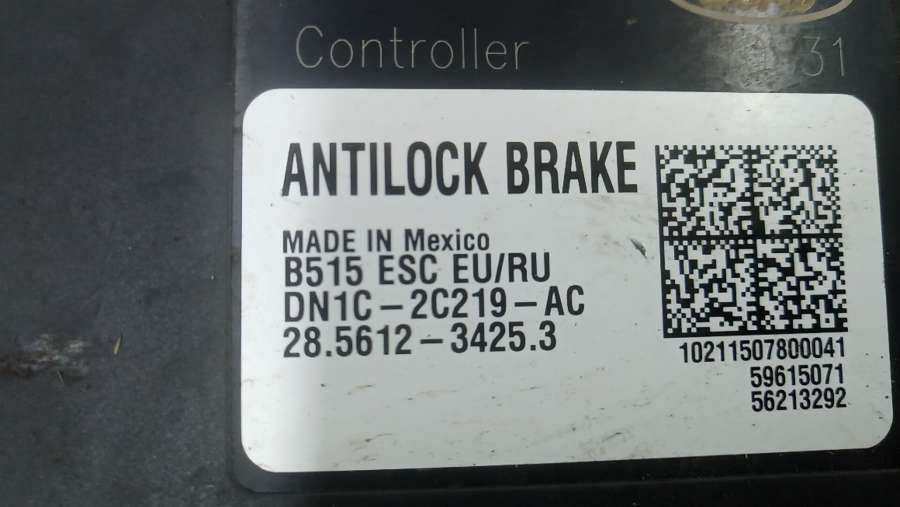 Controller 31
ANTILOCK BRAKE
MADE IN Mexico
B515 ESC EU/RU
DN1C-2C219-AC
28.5612-3425.3
10211507800041
59615071
56213292